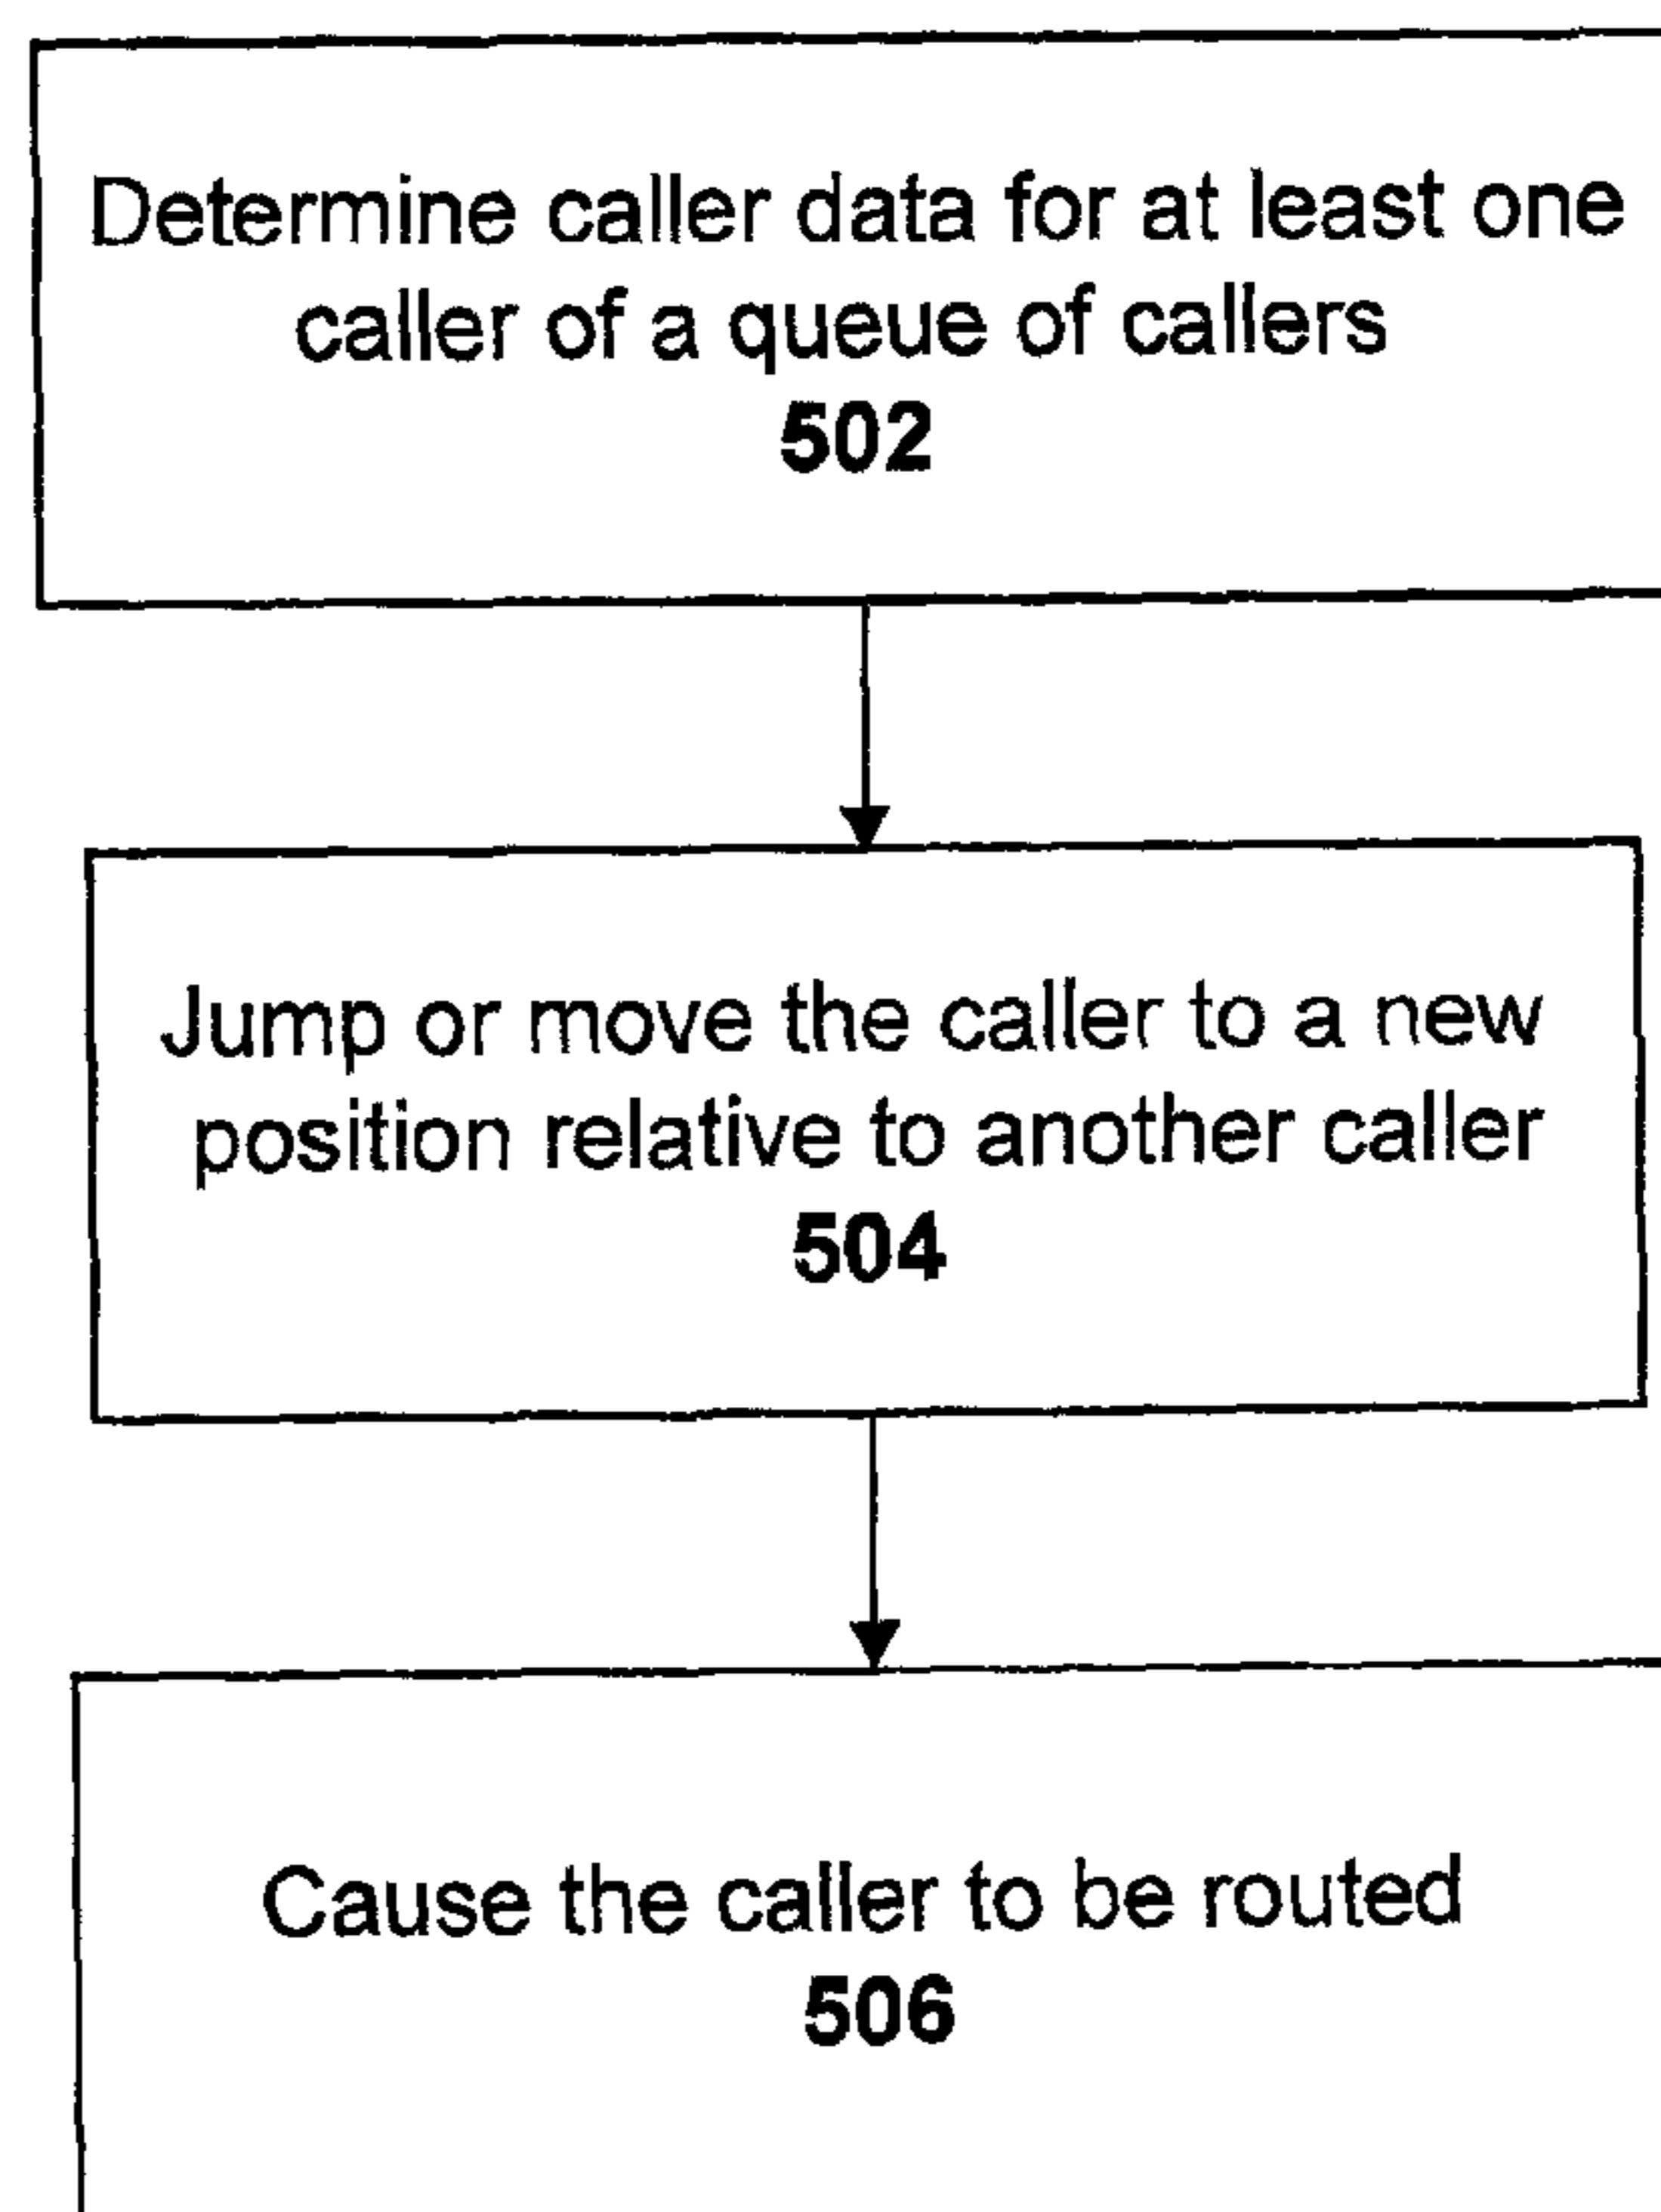 Determine caller data for at least one
caller of a queue of callers
502
Jump or move the caller to a new
position relative to another caller
504
Cause the caller to be routed
506